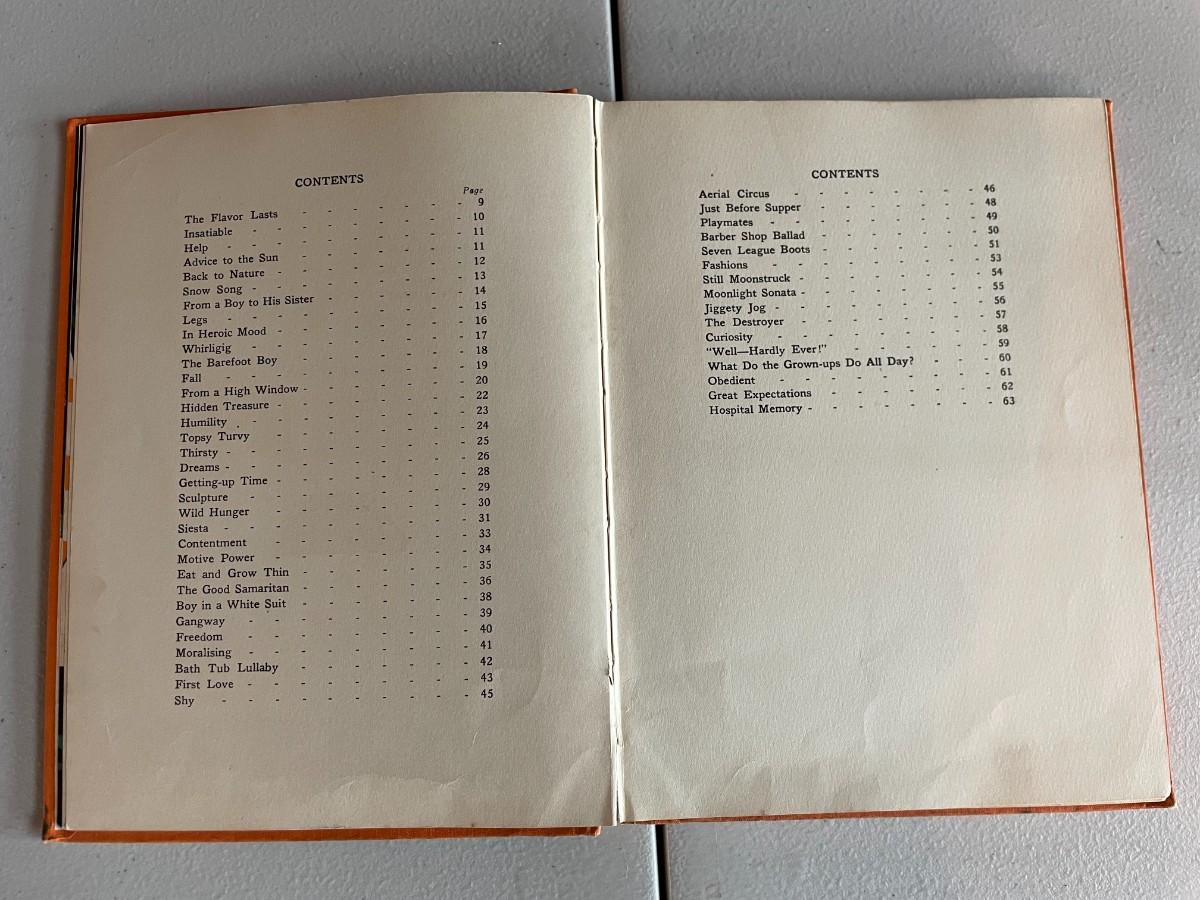 CONTENTS
Page
The Flavor Lasts - - - - - - - 9
Insatiable - - - - - - - - - 10
Help - - - - - - - - - - 11
Advice to the Sun - - - - - - - 11
Back to Nature - - - - - - - - 12
Snow Song - - - - - - - - - 13
From a Boy to His Sister - - - - - - 14
Legs - - - - - - - - - - 15
In Heroic Mood - - - - - - - - 16
Whirligig - - - - - - - - - 17
The Barefoot Boy - - - - - - - 18
Fall - - - - - - - - - - 19
From a High Window - - - - - - - 20
Hidden Treasure - - - - - - - - 22
Humility - - - - - - - - - 23
Topsy Turvy - - - - - - - - 24
Thirsty - - - - - - - - - 25
Dreams - - - - - - - - - - 26
Getting-up Time - - - - - - - - 28
Sculpture - - - - - - - - - 29
Wild Hunger - - - - - - - - 30
Siesta - - - - - - - - - - 31
Contentment - - - - - - - - 33
Motive Power - - - - - - - - 34
Eat and Grow Thin - - - - - - - 35
The Good Samaritan - - - - - - - 36
Boy in a White Suit - - - - - - - 38
Gangway - - - - - - - - - 39
Freedom - - - - - - - - - 40
Moralising - - - - - - - - - 41
Bath Tub Lullaby - - - - - - - 42
First Love - - - - - - - - - 43
Shy - - - - - - - - - - 45
CONTENTS
Aerial Circus - - - - - - - - 46
Just Before Supper - - - - - - - 48
Playmates - - - - - - - - - 49
Barber Shop Ballad - - - - - - - 50
Seven League Boots - - - - - - - 51
Fashions - - - - - - - - - 53
Still Moonstruck - - - - - - - - 54
Moonlight Sonata - - - - - - - - 55
Jiggety Jog - - - - - - - - - 56
The Destroyer - - - - - - - - 57
Curiosity - - - - - - - - - 58
"Well—Hardly Ever!" - - - - - - 59
What Do the Grown-ups Do All Day? - - - 60
Obedient - - - - - - - - - 61
Great Expectations - - - - - - - 62
Hospital Memory - - - - - - - - 63